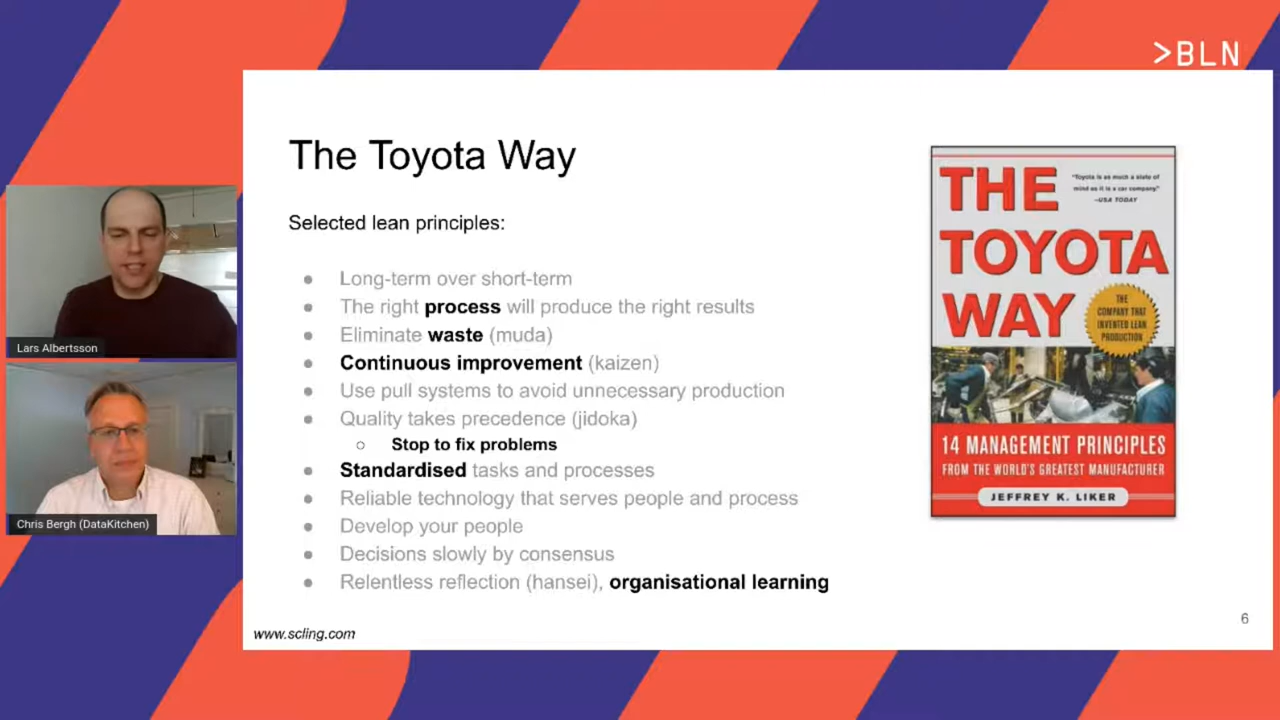 >BLN
The Toyota Way
Selected lean principles:
Long-term over short-term
The right process will produce the right results
Eliminate waste (muda)
Continuous improvement (kaizen)
Use pull systems to avoid unnecessary production
Quality takes precedence (jidoka)
Stop to fix problems
Standardised tasks and processes
Reliable technology that serves people and process
Develop your people
Decisions slowly by consensus
Relentless reflection (hansei), organisational learning
www.scling.com
6
THE
TOYOTA
WAY
"Toyota is as much a state of
mind as it is a car company."
–USA TODAY
THE
COMPANY THAT
INVENTED LEAN
PRODUCTION
14 MANAGEMENT PRINCIPLES
FROM THE WORLD'S GREATEST MANUFACTURER
JEFFREY K. LIKER
Lars Albertsson
Chris Bergh (DataKitchen)